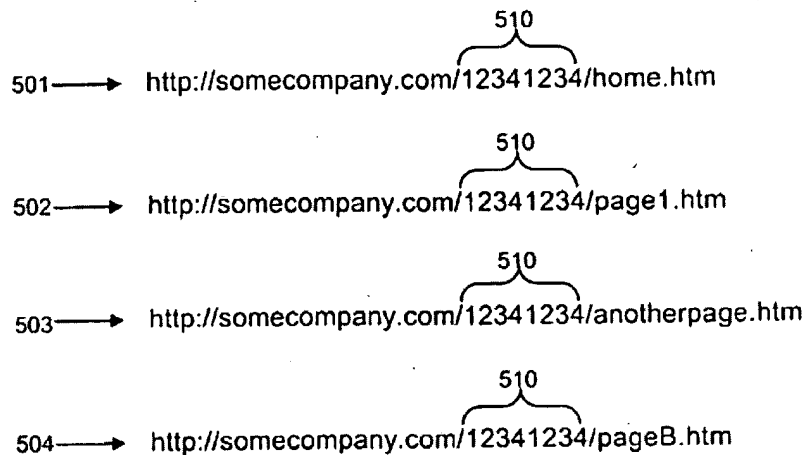 510
501 http://somecompany.com/12341234/home.htm
510
502 http://somecompany.com/12341234/page1.htm
510
503 http://somecompany.com/12341234/anotherpage.htm
510
504 http://somecompany.com/12341234/pageB.htm